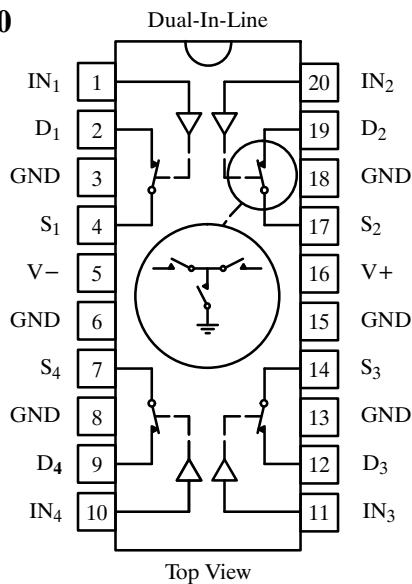 0
Dual-In-Line
IN1 1 20 IN2
D1 2 19 D2
GND 3 18 GND
S1 4 17 S2
V− 5 16 V+
GND 6 15 GND
S4 7 14 S3
GND 8 13 GND
D4 9 12 D3
IN4 10 11 IN3
Top View